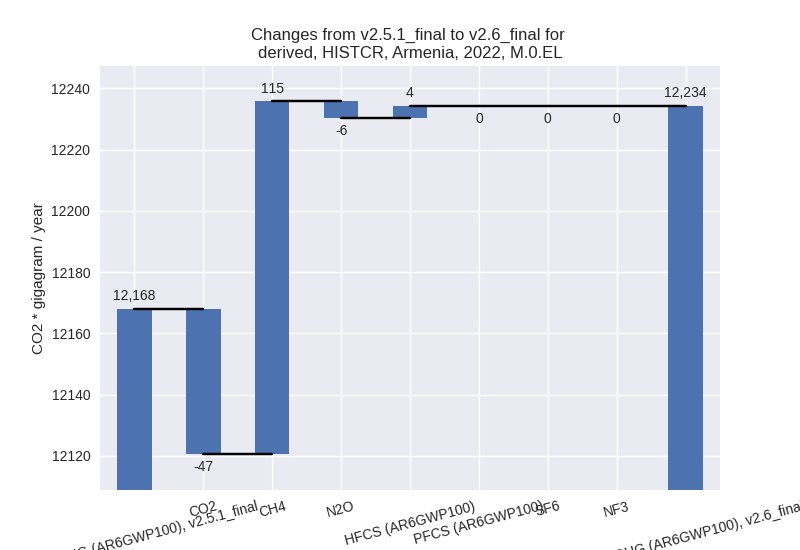 Changes from v2.5.1_final to v2.6_final for
derived, HISTCR, Armenia, 2022, M.0.EL
CO2 * gigagram / year
12240
12220
12200
12180
12160
12140
12120
12,168
-47
115
-6
4
0
0
0
12,234
(AR6GWP100), v2.5.1_final
CO2
CH4
N2O
HFCS (AR6GWP100)
PFCS (AR6GWP100)
SF6
NF3
(AR6GWP100), v2.6_final